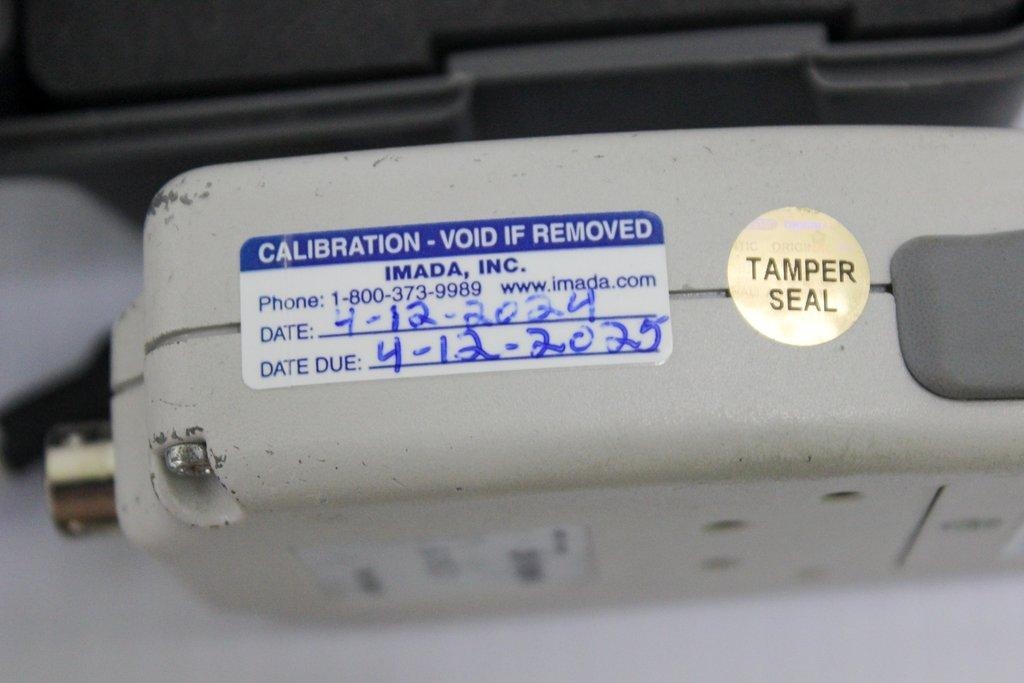 CALIBRATION - VOID IF REMOVED
IMADA, INC.
Phone: 1-800-373-9989 www.imada.com
DATE: 4-12-2024
DATE DUE: 4-12-2025
TAMPER
SEAL